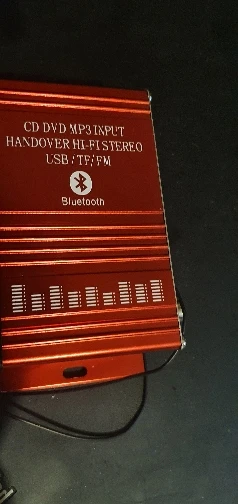 CD DVD MP3 INPUT
HANDOVER HI-FI STEREO
USB / TF/ FM
Bluetooth